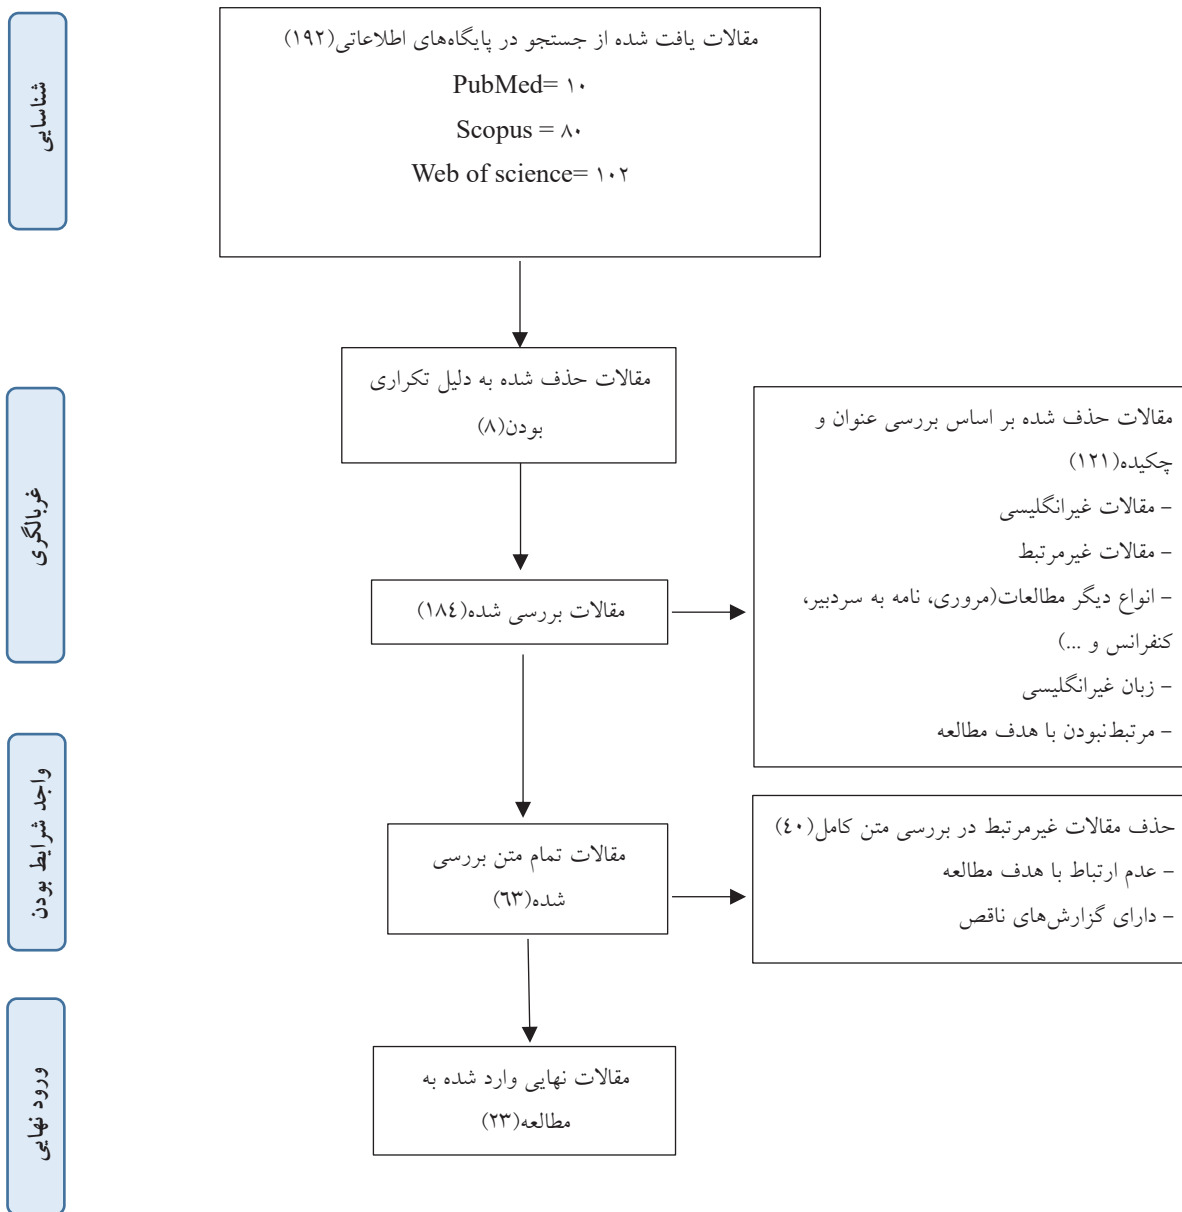 شناسایی
مقالات یافت شده از جستجو در پایگاه‌های اطلاعاتی(۱۹۲)
PubMed= ۱۰
Scopus = ۸۰
Web of science= ۱۰۲
غربالگری
مقالات حذف شده به دلیل تکراری
بودن(۸)
مقالات بررسی شده(۱۸٤)
مقالات حذف شده بر اساس بررسی عنوان و
چکیده(۱۲۱)
- مقالات غیرانگلیسی
- مقالات غیرمرتبط
- انواع دیگر مطالعات(مروری، نامه به سردبیر،
کنفرانس و ...)
- زبان غیرانگلیسی
- مرتبط‌نبودن با هدف مطالعه
واجد شرایط بودن
مقالات تمام متن بررسی
شده(٦۳)
حذف مقالات غیرمرتبط در بررسی متن کامل(٤۰)
- عدم ارتباط با هدف مطالعه
- دارای گزارش‌های ناقص
ورود نهایی
مقالات نهایی وارد شده به
مطالعه(۲۳)